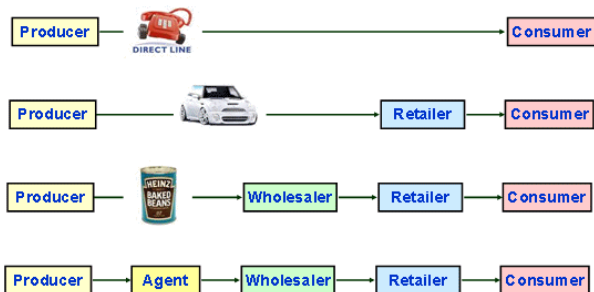 Producer
DIRECT LINE
Consumer
Producer
Retailer
Consumer
Producer
HEINZ
BAKED
BEANS
Wholesaler
Retailer
Consumer
Producer
Agent
Wholesaler
Retailer
Consumer